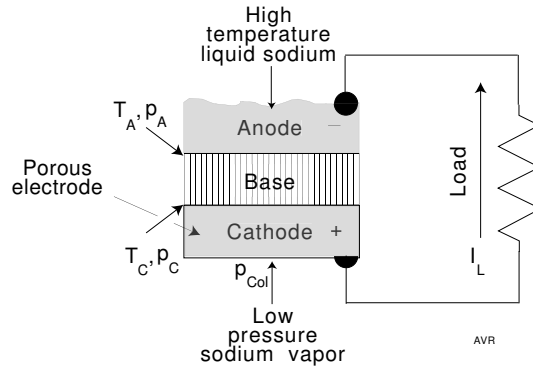 High
temperature
liquid sodium
T_A, p_A
Anode
−
Porous
electrode
Base
Load
Cathode +
T_C, p_C
p_Col
I_L
Low
pressure
sodium vapor
AVR